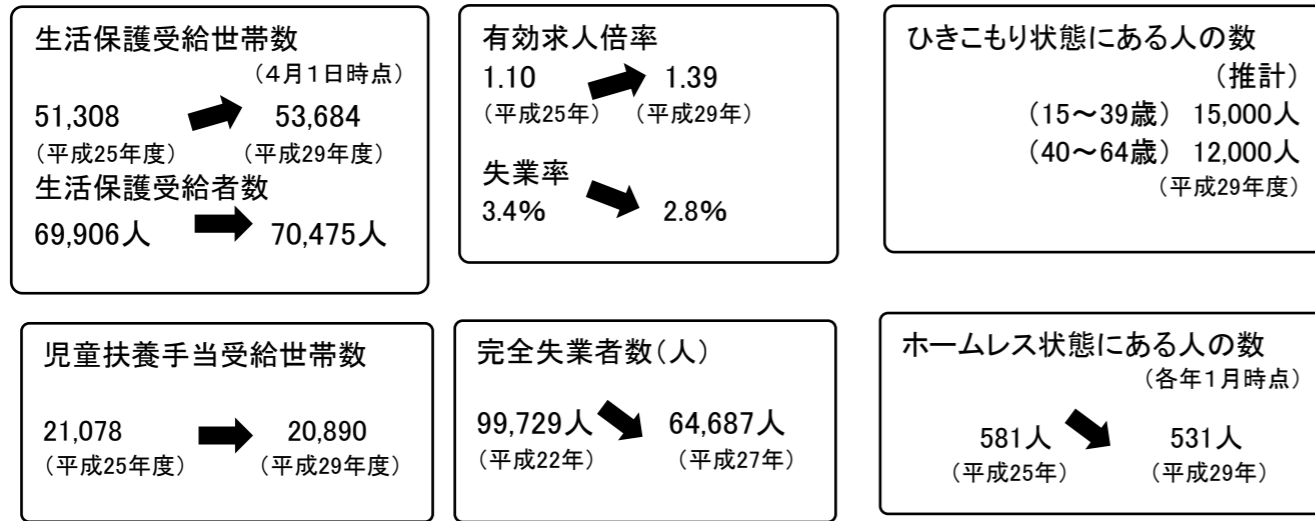 生活保護受給世帯数
（４月１日時点）
51,308 53,684
（平成25年度） （平成29年度）
生活保護受給者数
69,906人 70,475人
有効求人倍率
1.10 1.39
（平成25年） （平成29年）
失業率
3.4% 2.8%
ひきこもり状態にある人の数
（推計）
（15～39歳） 15,000人
（40～64歳） 12,000人
（平成29年度）
児童扶養手当受給世帯数
21,078 20,890
（平成25年度） （平成29年度）
完全失業者数（人）
99,729人 64,687人
（平成22年） （平成27年）
ホームレス状態にある人の数
（各年１月時点）
581人 531人
（平成25年） （平成29年）